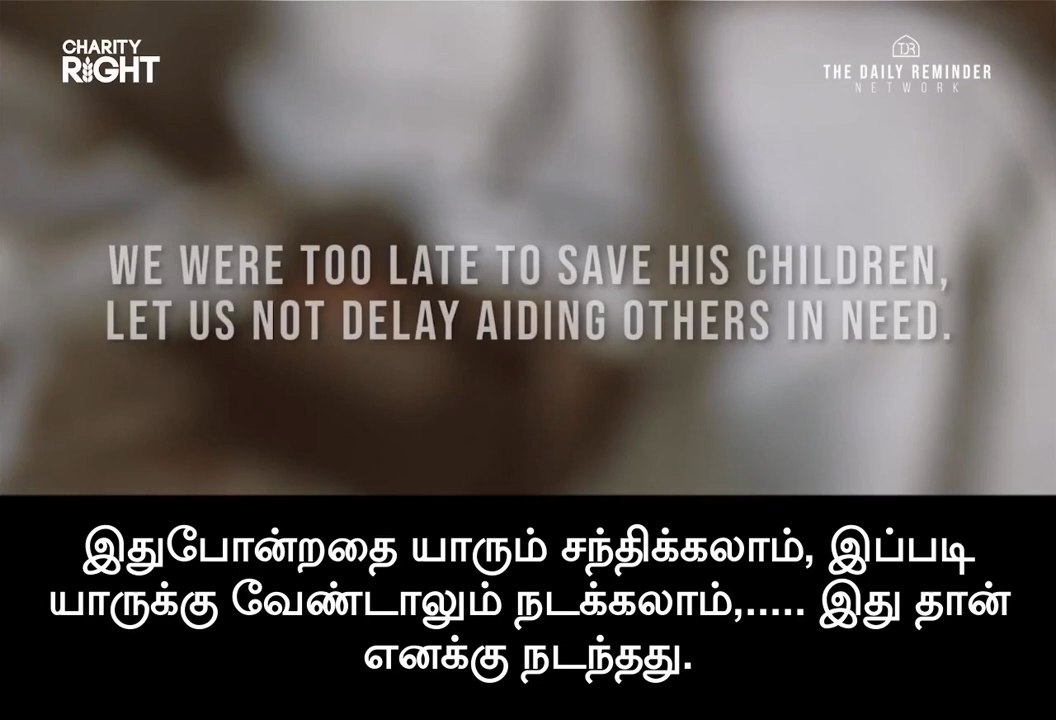 CHARITY
RIGHT
TJR
THE DAILY REMINDER
NETWORK
WE WERE TOO LATE TO SAVE HIS CHILDREN,
LET US NOT DELAY AIDING OTHERS IN NEED.
இதுபோன்றதை யாரும் சந்திக்கலாம், இப்படி
யாருக்கு வேண்டாலும் நடக்கலாம்,..... இது தான்
எனக்கு நடந்தது.